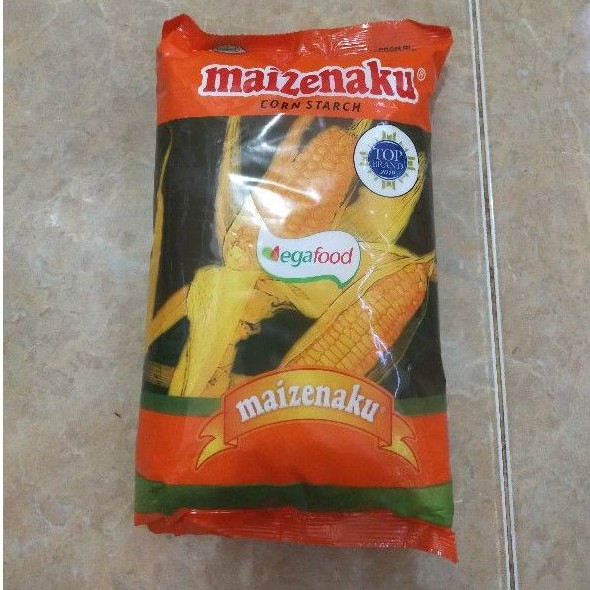 maizenaku®
CORN STARCH
TOP
BRAND
egafood
maizenaku